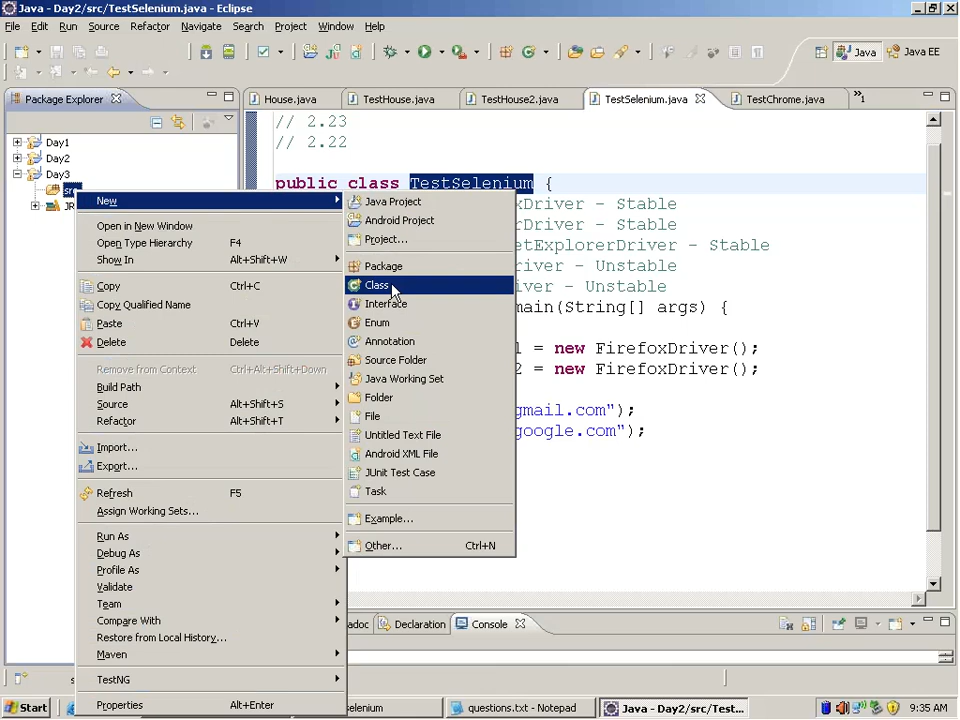 Java - Day2/src/TestSelenium.java - Eclipse
File Edit Run Source Refactor Navigate Search Project Window Help
Java Java EE
Package Explorer
House.java TestHouse.java TestHouse2.java TestSelenium.java TestChrome.java »1
Day1
Day2
Day3
src
// 2.23
// 2.22
public class TestSelenium {
oxDriver - Stable
- Stable
etExplorerDriver - Stable
iver - Unstable
iver - Unstable
main(String[] args) {
1 = new FirefoxDriver();
2 = new FirefoxDriver();
gmail.com");
google.com");
New
Open in New Window
Open Type Hierarchy F4
Show In Alt+Shift+W
Copy Ctrl+C
Copy Qualified Name
Paste Ctrl+V
Delete Delete
Remove from Context Ctrl+Alt+Shift+Down
Build Path
Source Alt+Shift+S
Refactor Alt+Shift+T
Import...
Export...
Refresh F5
Assign Working Sets...
Run As
Debug As
Profile As
Validate
Team
Compare With
Restore from Local History...
Maven
TestNG
Properties Alt+Enter
Java Project
Android Project
Project...
Package
Class
Interface
Enum
Annotation
Source Folder
Java Working Set
Folder
File
Untitled Text File
Android XML File
JUnit Test Case
Task
Example...
Other... Ctrl+N
adoc Declaration Console
Start elenium questions.txt - Notepad Java - Day2/src/Test... 9:35 AM